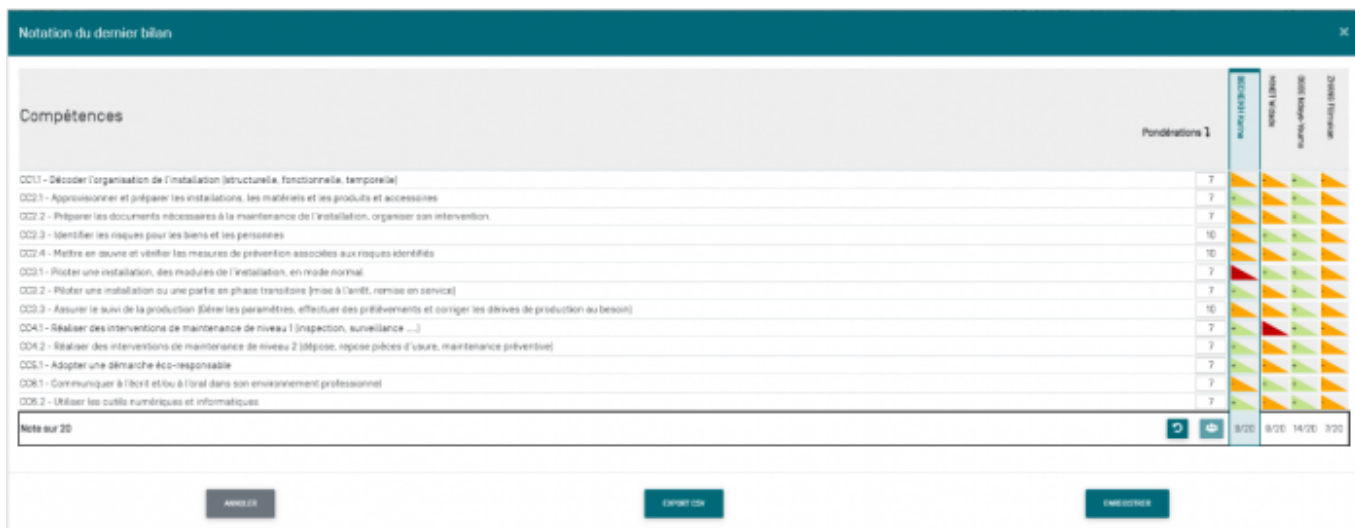 Notation du dernier bilan
×
Compétences
Pondérations
CC1.1 - Décoder l'organisation de l'installation (structurelle, fonctionnelle, temporelle) 7
CC2.1 - Approvisionner et préparer les installations, les matériels et les produits et accessoires 7
CC2.2 - Préparer les documents nécessaires à la maintenance de l'installation, organiser son intervention. 7
CC2.3 - Identifier les risques pour les biens et les personnes 10
CC2.4 - Mettre en œuvre et vérifier les mesures de prévention associées aux risques identifiés 10
CC3.1 - Piloter une installation, des modules de l'installation, en mode normal 7
CC3.2 - Piloter une installation ou une partie en phase transitoire (mise à l'arrêt, remise en service) 7
CC3.3 - Assurer le suivi de la production (Gérer les paramètres, effectuer des prélèvements et corriger les dérives de production au besoin) 10
CC4.1 - Réaliser des interventions de maintenance de niveau 1 (inspection, surveillance ....) 7
CC4.2 - Réaliser des interventions de maintenance de niveau 2 (dépose, repose pièces d'usure, maintenance préventive) 7
CC5.1 - Adopter une démarche éco-responsable 7
CC6.1 - Communiquer à l'écrit et/ou à l'oral dans son environnement professionnel 7
CC6.2 - Utiliser les outils numériques et informatiques 7
Note sur 20 9/20 8/20 14/20 7/20
ANNULER EXPORT CSV ENREGISTRER